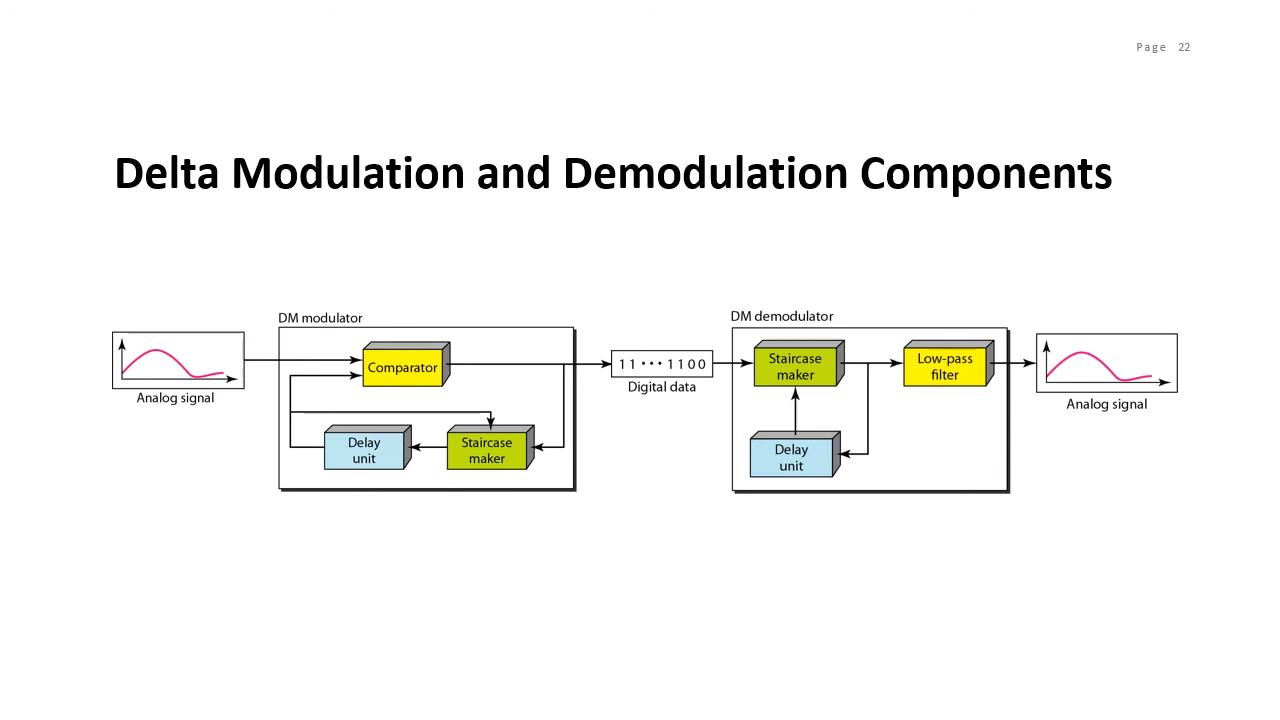 Page 22
Delta Modulation and Demodulation Components
DM modulator
DM demodulator
Analog signal
Comparator
Delay
unit
Staircase
maker
11···1100
Digital data
Staircase
maker
Low-pass
filter
Delay
unit
Analog signal